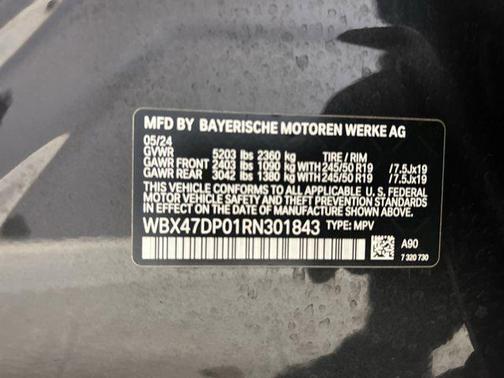 MFD BY BAYERISCHE MOTOREN WERKE AG
05/24
GVWR 5203 lbs 2360 kg TIRE / RIM
GAWR FRONT 2403 lbs 1090 kg WITH 245/50 R19 /7.5Jx19
GAWR REAR 3042 lbs 1380 kg WITH 245/50 R19 /7.5Jx19
THIS VEHICLE CONFORMS TO ALL APPLICABLE U. S. FEDERAL
MOTOR VEHICLE SAFETY, BUMPER, AND THEFT PREVENTION
STANDARDS IN EFFECT ON THE DATE OF MANUFACTURE SHOWN ABOVE.
WBX47DP01RN301843 TYPE: MPV
A90
7 320 730